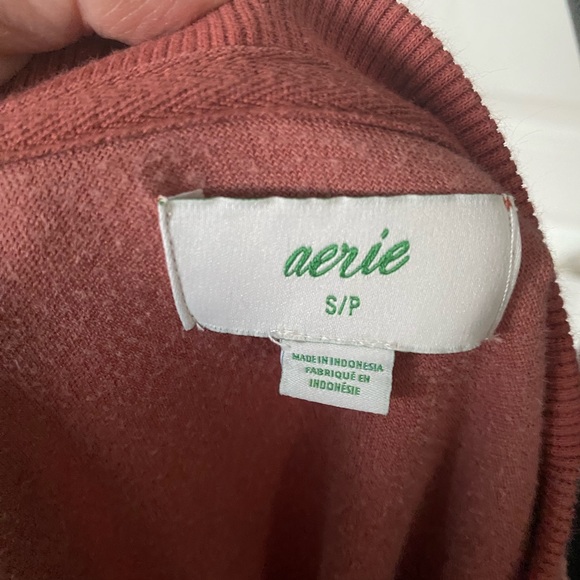 aerie
S/P
MADE IN INDONESIA
FABRIQUÉ EN
INDONÉSIE